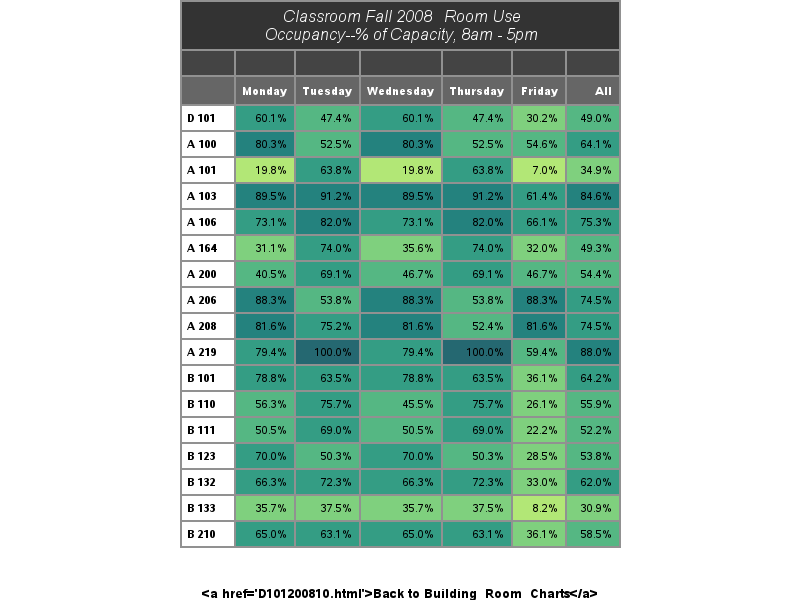 Classroom Fall 2008 Room Use
Occupancy--% of Capacity, 8am - 5pm
Monday Tuesday Wednesday Thursday Friday All
D 101 60.1% 47.4% 60.1% 47.4% 30.2% 49.0%
A 100 80.3% 52.5% 80.3% 52.5% 54.6% 64.1%
A 101 19.8% 63.8% 19.8% 63.8% 7.0% 34.9%
A 103 89.5% 91.2% 89.5% 91.2% 61.4% 84.6%
A 106 73.1% 82.0% 73.1% 82.0% 66.1% 75.3%
A 164 31.1% 74.0% 35.6% 74.0% 32.0% 49.3%
A 200 40.5% 69.1% 46.7% 69.1% 46.7% 54.4%
A 206 88.3% 53.8% 88.3% 53.8% 88.3% 74.5%
A 208 81.6% 75.2% 81.6% 52.4% 81.6% 74.5%
A 219 79.4% 100.0% 79.4% 100.0% 59.4% 88.0%
B 101 78.8% 63.5% 78.8% 63.5% 36.1% 64.2%
B 110 56.3% 75.7% 45.5% 75.7% 26.1% 55.9%
B 111 50.5% 69.0% 50.5% 69.0% 22.2% 52.2%
B 123 70.0% 50.3% 70.0% 50.3% 28.5% 53.8%
B 132 66.3% 72.3% 66.3% 72.3% 33.0% 62.0%
B 133 35.7% 37.5% 35.7% 37.5% 8.2% 30.9%
B 210 65.0% 63.1% 65.0% 63.1% 36.1% 58.5%
<a href='D101200810.html'>Back to Building_Room_Charts</a>